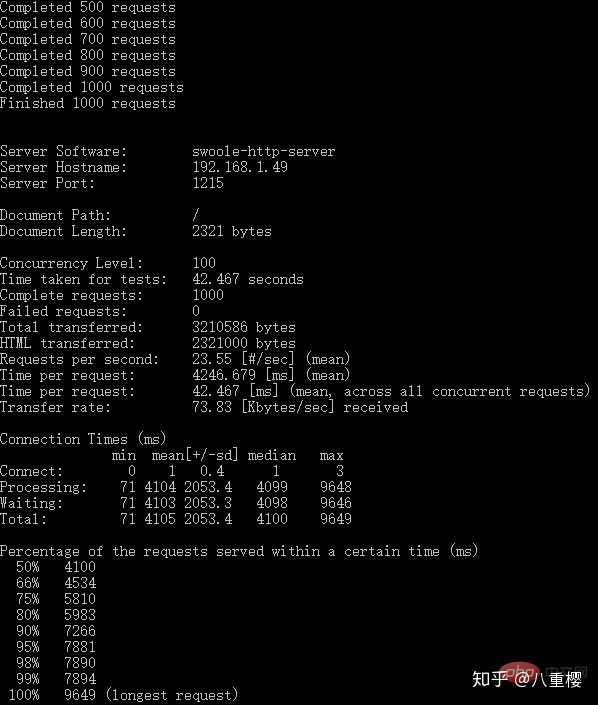 Completed 500 requests
Completed 600 requests
Completed 700 requests
Completed 800 requests
Completed 900 requests
Completed 1000 requests
Finished 1000 requests
Server Software: swoole-http-server
Server Hostname: 192.168.1.49
Server Port: 1215
Document Path: /
Document Length: 2321 bytes
Concurrency Level: 100
Time taken for tests: 42.467 seconds
Complete requests: 1000
Failed requests: 0
Total transferred: 3210586 bytes
HTML transferred: 2321000 bytes
Requests per second: 23.55 [#/sec] (mean)
Time per request: 4246.679 [ms] (mean)
Time per request: 42.467 [ms] (mean, across all concurrent requests)
Transfer rate: 73.83 [Kbytes/sec] received
Connection Times (ms)
min mean[+/-sd] median max
Connect: 0 1 0.4 1 3
Processing: 71 4104 2053.4 4099 9648
Waiting: 71 4103 2053.3 4098 9646
Total: 71 4105 2053.4 4100 9649
Percentage of the requests served within a certain time (ms)
50% 4100
66% 4534
75% 5810
80% 5983
90% 7266
95% 7881
98% 7890
99% 7894
100% 9649 (longest request)
知乎 @八重樱